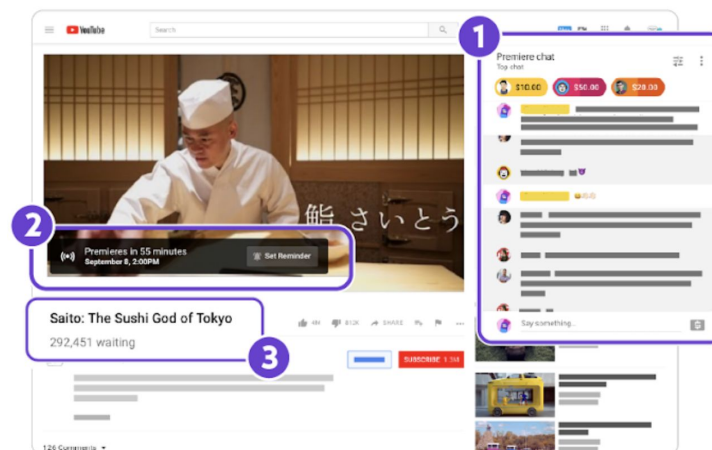 YouTube
Search
1
Premiere chat
Top chat
$10.00 $50.00 $20.00
鮨 さいとう
2
Premieres in 55 minutes
September 8, 2:00PM
Set Reminder
Saito: The Sushi God of Tokyo
292,451 waiting
3
SHARE
SUBSCRIBE
Say something...
126 Comments